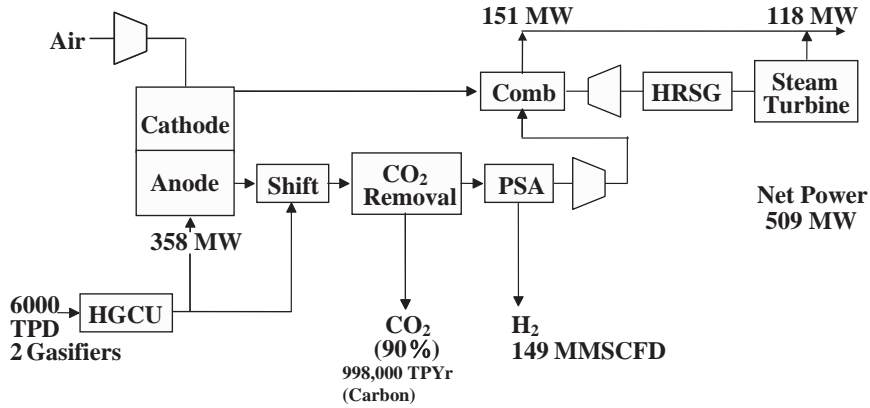 151 MW
118 MW
Air
Comb
HRSG
Steam
Turbine
Cathode
Anode
Shift
CO₂
Removal
PSA
Net Power
509 MW
358 MW
6000
TPD
2 Gasifiers
HGCU
CO₂
(90%)
998,000 TPYr
(Carbon)
H₂
149 MMSCFD